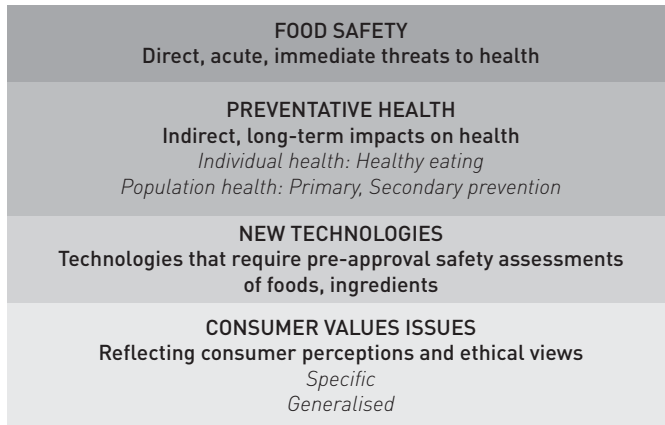 FOOD SAFETY
Direct, acute, immediate threats to health
PREVENTATIVE HEALTH
Indirect, long-term impacts on health
Individual health: Healthy eating
Population health: Primary, Secondary prevention
NEW TECHNOLOGIES
Technologies that require pre-approval safety assessments
of foods, ingredients
CONSUMER VALUES ISSUES
Reflecting consumer perceptions and ethical views
Specific
Generalised